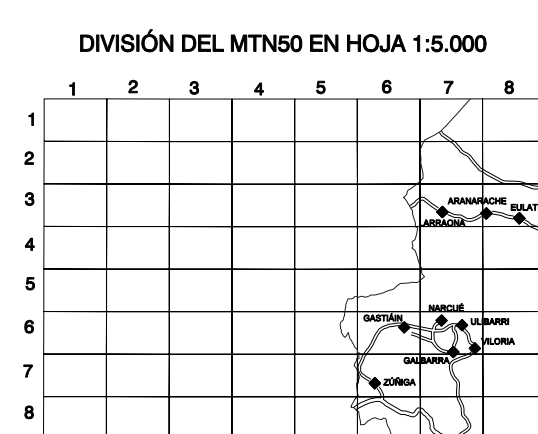 DIVISIÓN DEL MTN50 EN HOJA 1:5.000
1 2 3 4 5 6 7 8
1
2
3
ARANARACHE
EULAT
LARRAONA
4
5
6
NARCUÉ
GASTIÁIN
ULIBARRI
VILORIA
GALBARRA
7
ZÚÑIGA
8